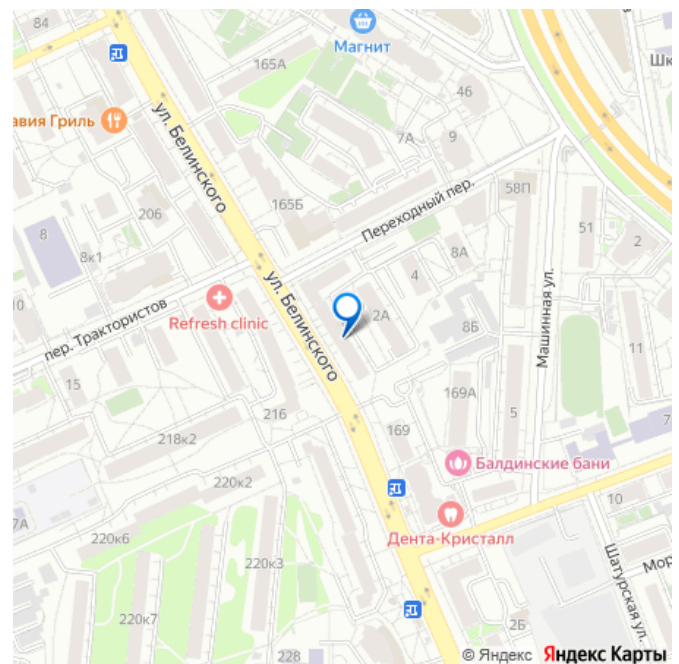 84
Магнит
165А
Шк
46
авия Гриль
7А
9
ул. Белинского
206
165Б
Переходный пер.
58П
51
8
8к1
8А
2
4
ул. Белинского
10
2А
Refresh clinic
8Б
пер. Трактористов
Машинная ул.
11
15
169А
216
5
218к2
169
7
Балдинские бани
220к2
10
7А
Дента-Кристалл
220к6
220к3
Шатурская ул.
Мор
220к7
2Б
228
© Яндекс Яндекс Карты